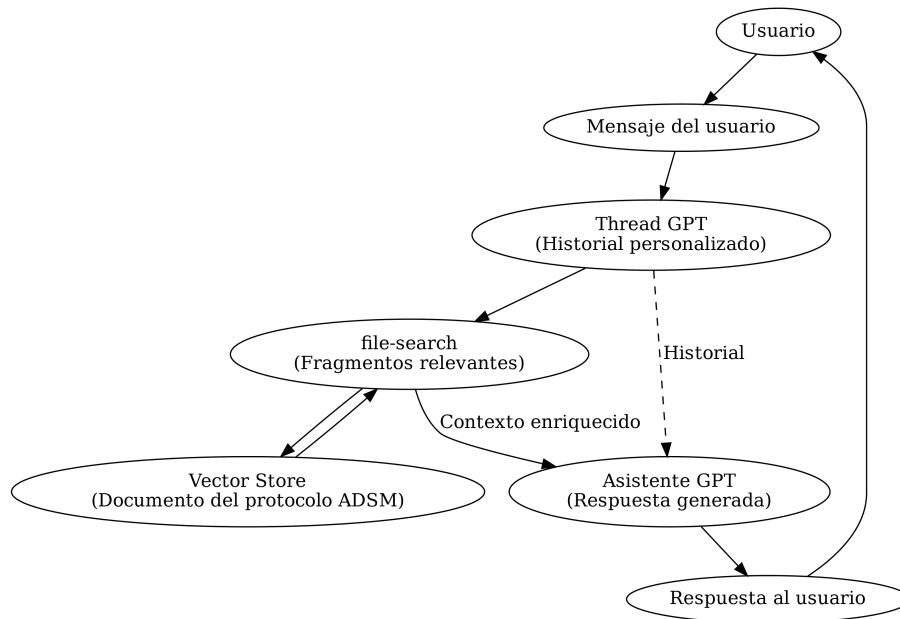 Usuario
Mensaje del usuario
Thread GPT
(Historial personalizado)
file-search
(Fragmentos relevantes)
Historial
Contexto enriquecido
Vector Store
(Documento del protocolo ADSM)
Asistente GPT
(Respuesta generada)
Respuesta al usuario